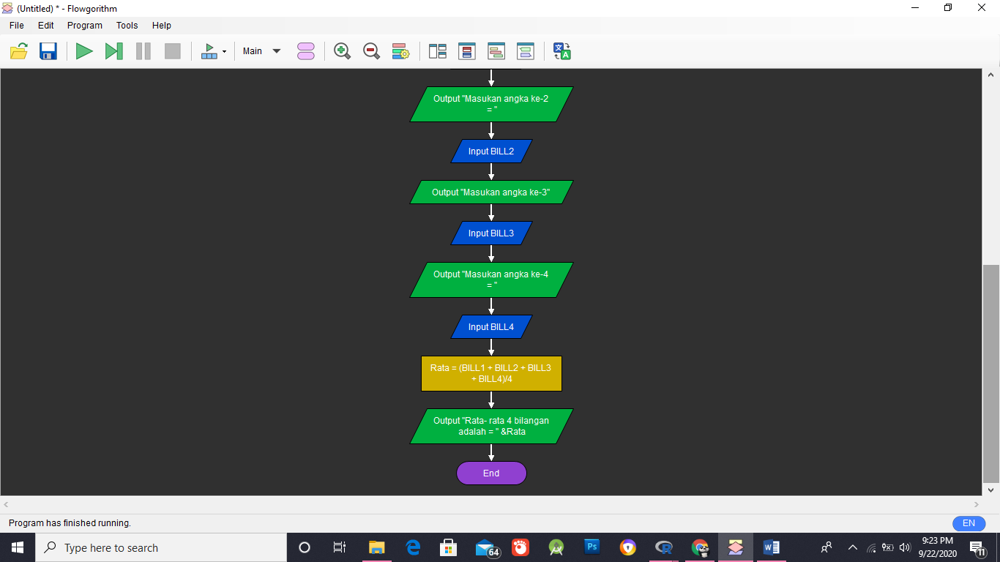 (Untitled) * - Flowgorithm
File Edit Program Tools Help
Main
Output "Masukan angka ke-2
= "
Input BILL2
Output "Masukan angka ke-3"
Input BILL3
Output "Masukan angka ke-4
= "
Input BILL4
Rata = (BILL1 + BILL2 + BILL3
+ BILL4)/4
Output "Rata- rata 4 bilangan
adalah = " &Rata
End
Program has finished running.
EN
Type here to search
64
Ps
R
W
9:23 PM
9/22/2020
11